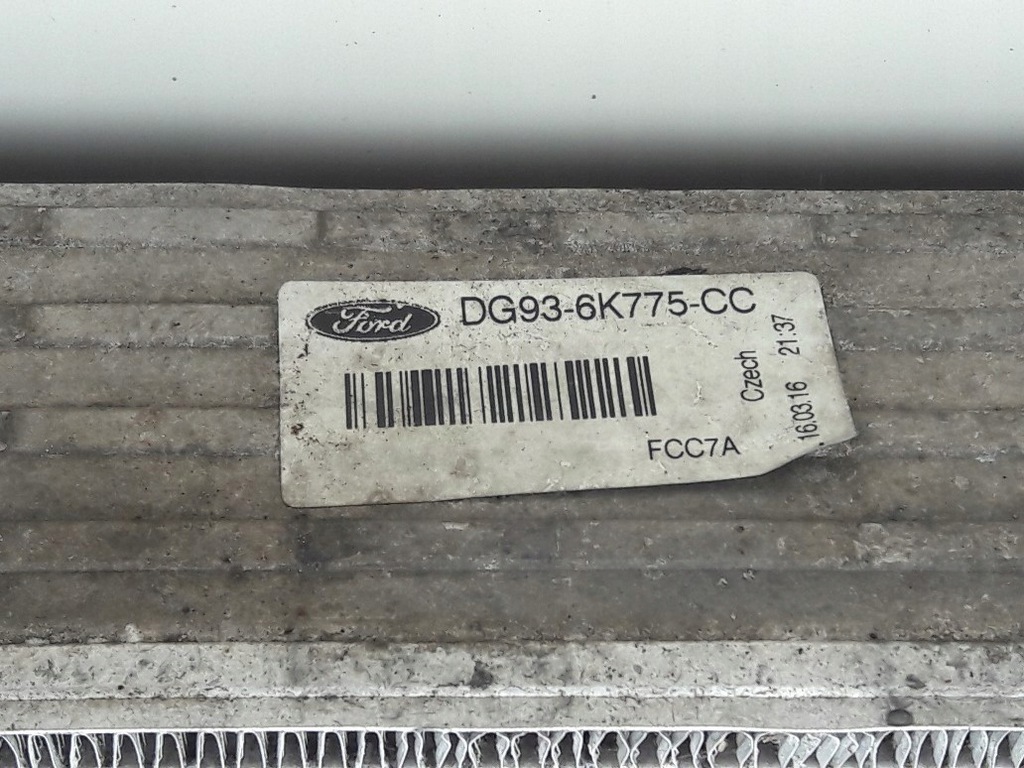 Ford DG93-6K775-CC
FCC7A
Czech
16.03.16 21:37